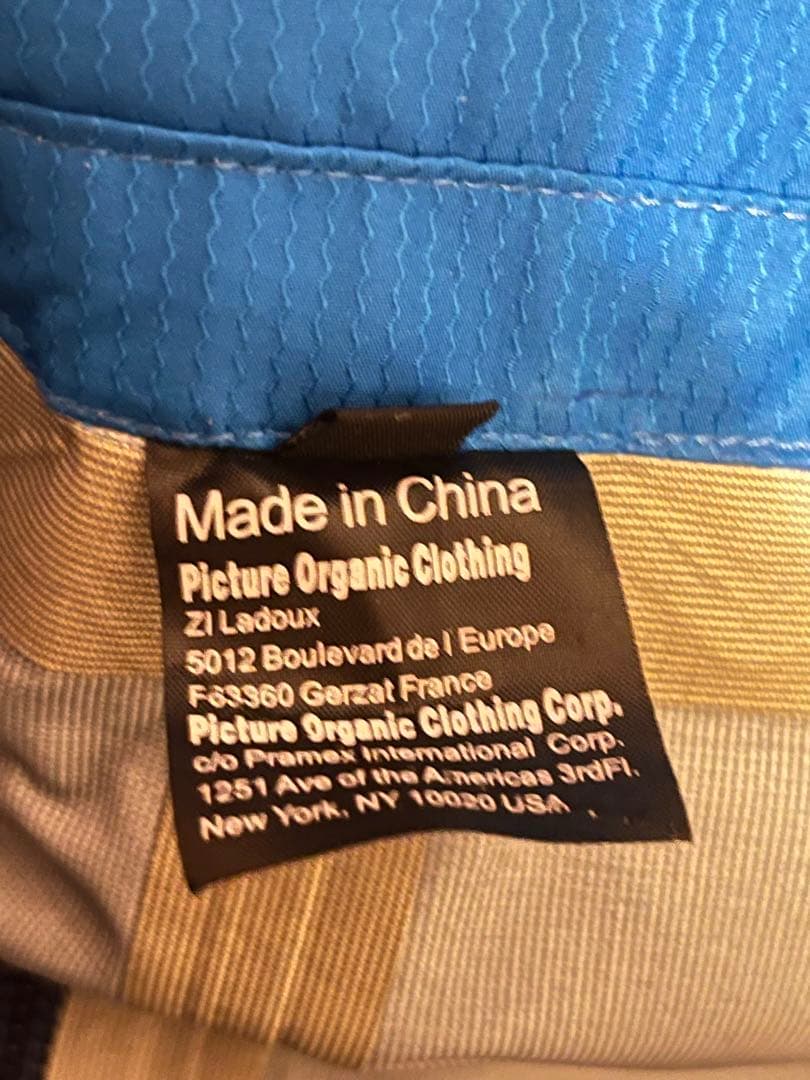 Made in China
Picture Organic Clothing
ZI Ladoux
5012 Boulevard de l Europe
F63360 Gerzat France
Picture Organic Clothing Corp.
c/o Pramex International Corp.
1251 Ave of the Americas 3rdFl.
New York, NY 10020 USA